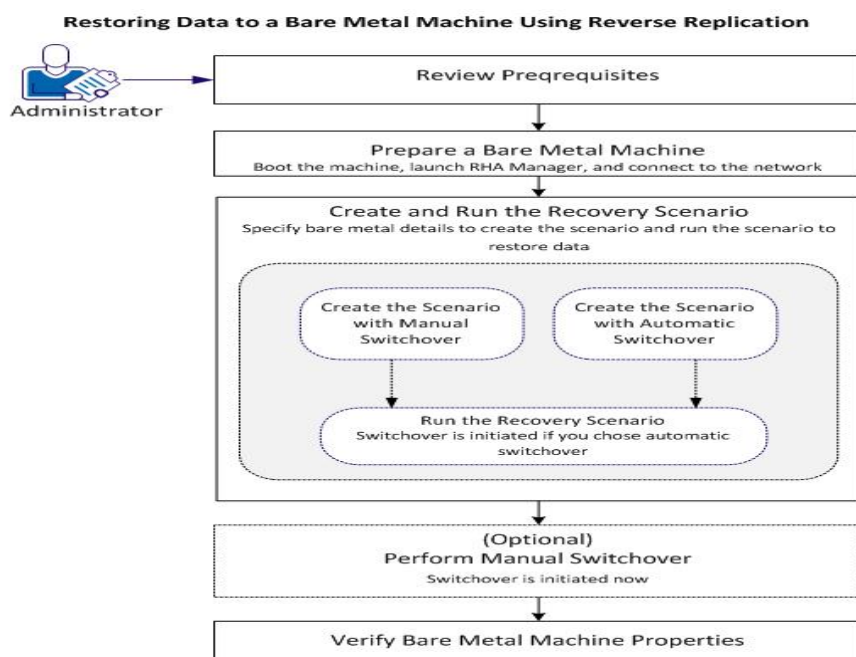 Restoring Data to a Bare Metal Machine Using Reverse Replication
Administrator
Review Preqrequisites
Prepare a Bare Metal Machine
Boot the machine, launch RHA Manager, and connect to the network
Create and Run the Recovery Scenario
Specify bare metal details to create the scenario and run the scenario to
restore data
Create the Scenario
with Manual
Switchover
Create the Scenario
with Automatic
Switchover
Run the Recovery Scenario
Switchover is initiated if you chose automatic
switchover
(Optional)
Perform Manual Switchover
Switchover is initiated now
Verify Bare Metal Machine Properties